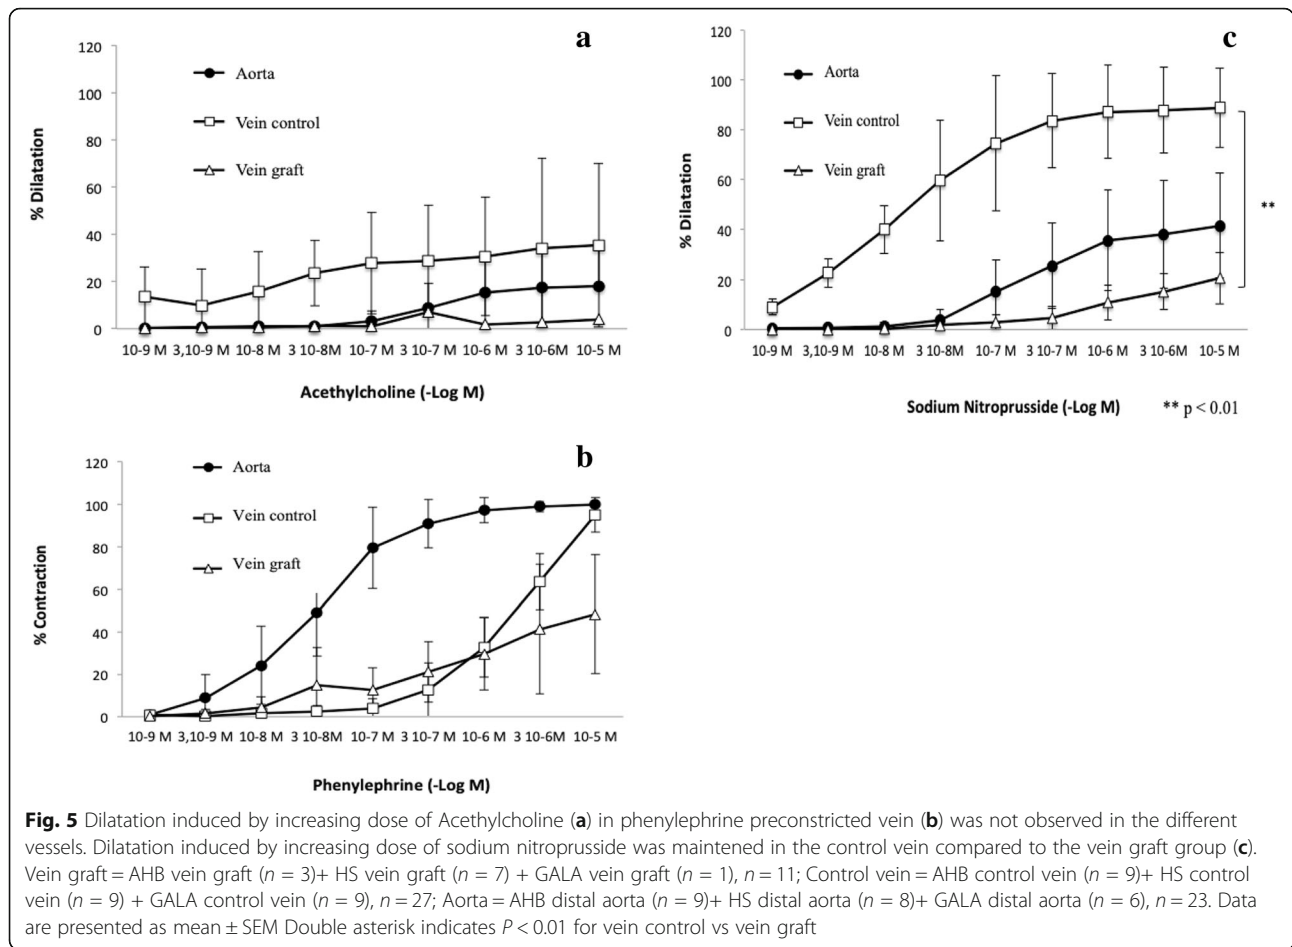 a
120
100
80
60
40
20
0
% Dilatation
Aorta
Vein control
Vein graft
10-9 M 3,10-9 M 10-8 M 3 10-8M 10-7 M 3 10-7 M 10-6 M 3 10-6M 10-5 M
Acethylcholine (-Log M)
c
120
100
80
60
40
20
0
% Dilatation
Aorta
Vein control
Vein graft
**
10-9 M 3,10-9 M 10-8 M 3 10-8M 10-7 M 3 10-7 M 10-6 M 3 10-6M 10-5 M
Sodium Nitroprusside (-Log M) ** p < 0.01
b
120
100
80
60
40
20
0
% Contraction
Aorta
Vein control
Vein graft
10-9 M 3,10-9 M 10-8 M 3 10-8M 10-7 M 3 10-7 M 10-6 M 3 10-6M 10-5 M
Phenylephrine (-Log M)
Fig. 5 Dilatation induced by increasing dose of Acethylcholine (a) in phenylephrine preconstricted vein (b) was not observed in the different
vessels. Dilatation induced by increasing dose of sodium nitroprusside was maintened in the control vein compared to the vein graft group (c).
Vein graft = AHB vein graft (n = 3)+ HS vein graft (n = 7) + GALA vein graft (n = 1), n = 11; Control vein = AHB control vein (n = 9)+ HS control
vein (n = 9) + GALA control vein (n = 9), n = 27; Aorta = AHB distal aorta (n = 9)+ HS distal aorta (n = 8)+ GALA distal aorta (n = 6), n = 23. Data
are presented as mean ± SEM Double asterisk indicates P < 0.01 for vein control vs vein graft